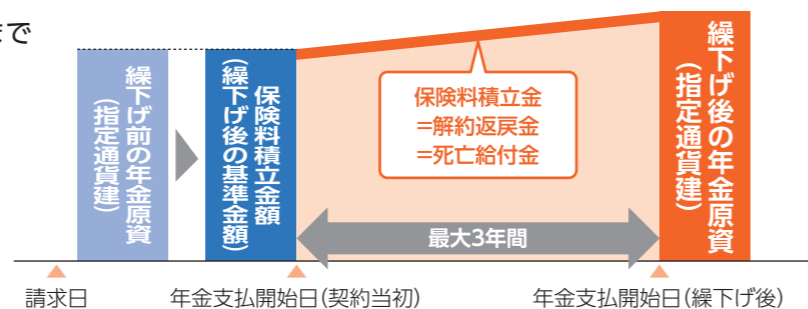 まで
繰下げ前の年金原資
(指定通貨建)
保険料積立金額
(繰下げ後の基準金額)
保険料積立金
=解約返戻金
=死亡給付金
繰下げ後の年金原資
(指定通貨建)
最大3年間
請求日
年金支払開始日(契約当初)
年金支払開始日(繰下げ後)